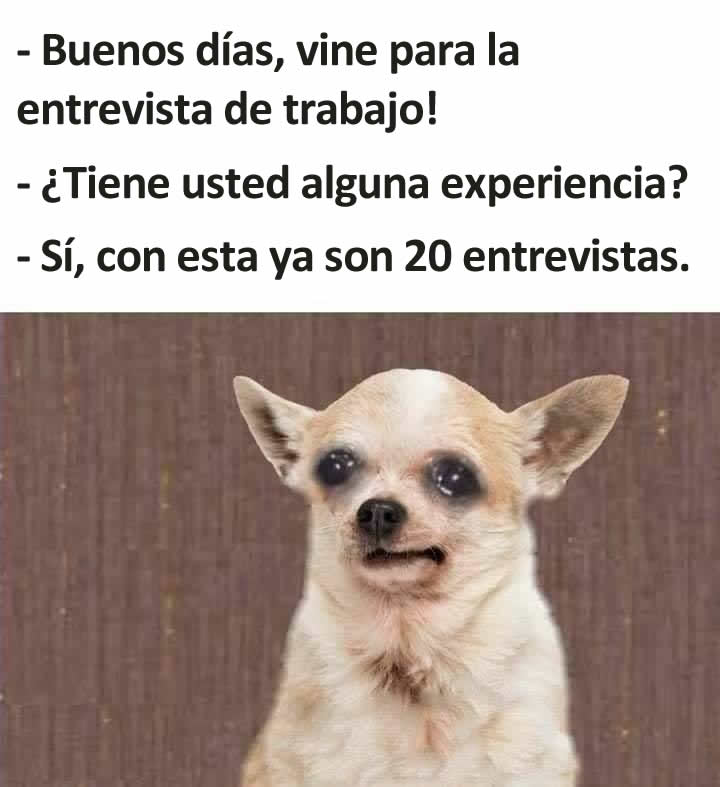 - Buenos días, vine para la
entrevista de trabajo!
- ¿Tiene usted alguna experiencia?
- Sí, con esta ya son 20 entrevistas.